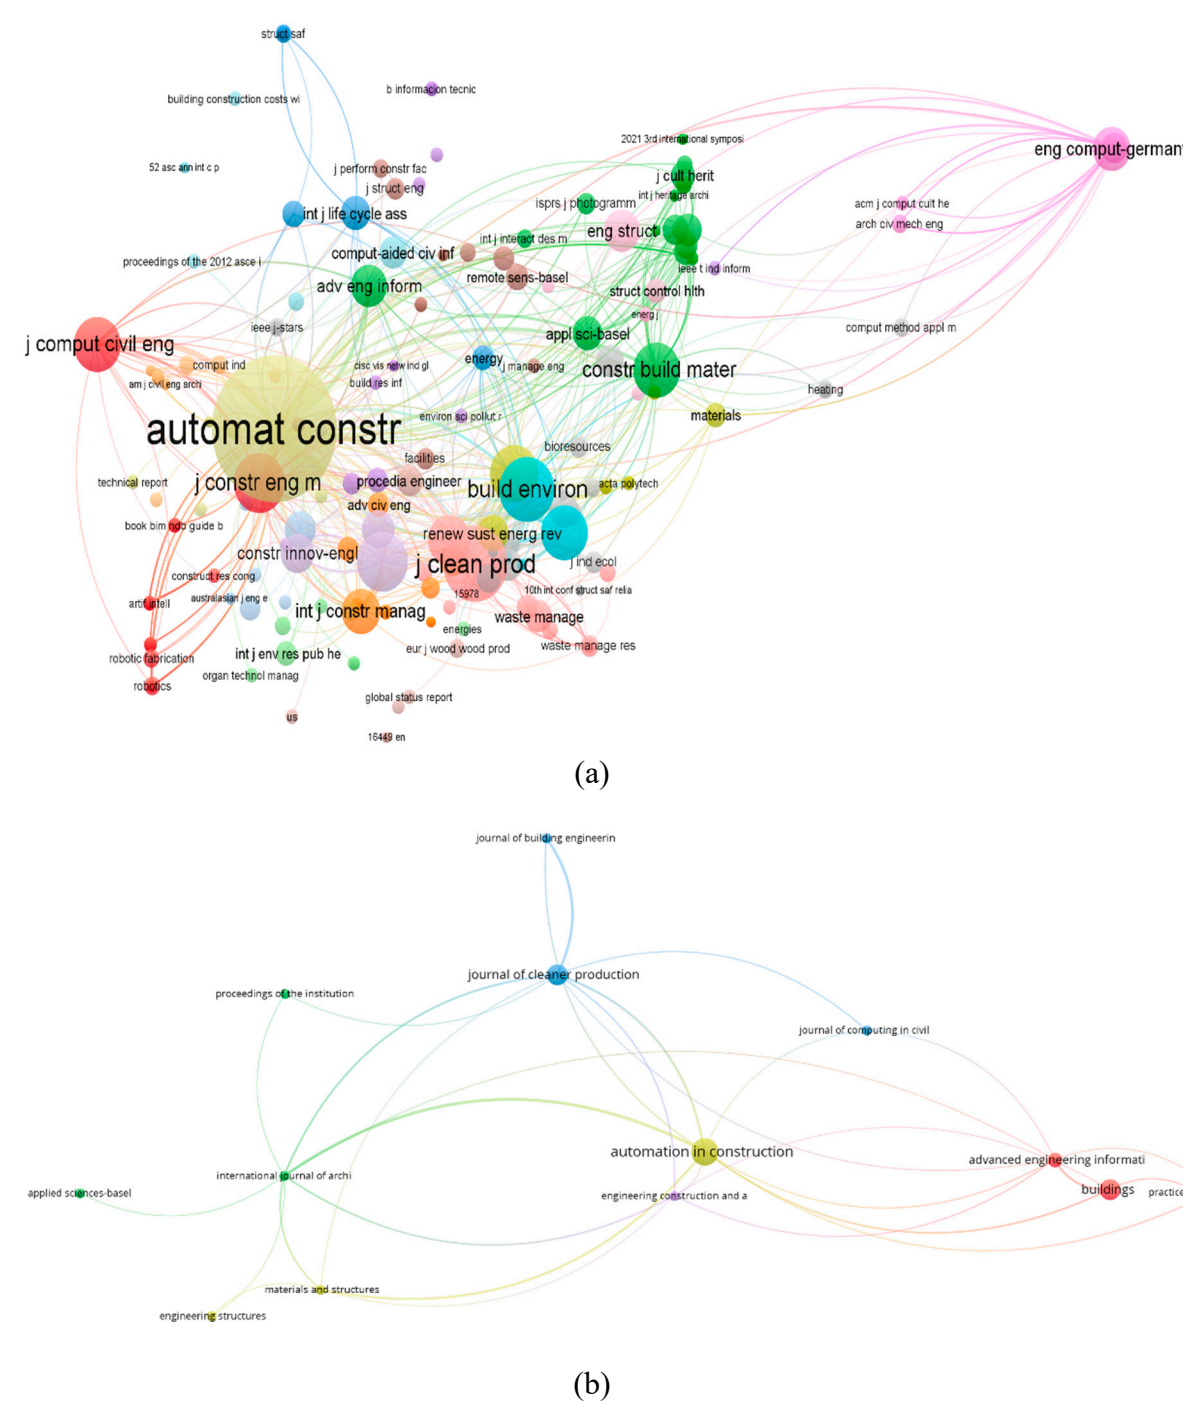 struct saf
b informacion tecnic
building construction costs wi
2021 3rd international symposi
eng comput-german
52 asc ann int c p
j perform constr fac
j cult herit
j struct eng
int j heritage archi
isprs j photogramm
acm j comput cult he
int j life cycle ass
arch civ mech eng
eng struct
int j interact des m
comput-aided civ inf
proceedings of the 2012 asce i
ieee t ind inform
remote sens-basel
adv eng inform
struct control hlth
energ j
ieee j-stars
comput method appl m
appl sci-basel
j comput civil eng
energy
cisc vis netw ind gl
j manage eng
comput ind
constr build mater
am j civil eng archi
build res inf
heating
environ sci pollut r
materials
automat constr
bioresources
facilities
j constr eng m
procedia engineer
technical report
build environ
acta polytech
adv civ eng
book bim hdb guide b
renew sust energ rev
constr innov-engl
j clean prod
j ind ecol
construct res cong
10th int conf struct saf relia
15978
australasian j eng e
artif intell
int j constr manag
waste manage
energies
waste manage res
eur j wood wood prod
int j env res pub he
robotic fabrication
organ technol manag
robotics
global status report
us
16449 en
(a)
journal of building engineerin
journal of cleaner production
proceedings of the institution
journal of computing in civil
automation in construction
advanced engineering informati
international journal of archi
buildings
practice
applied sciences-basel
engineering construction and a
materials and structures
engineering structures
(b)